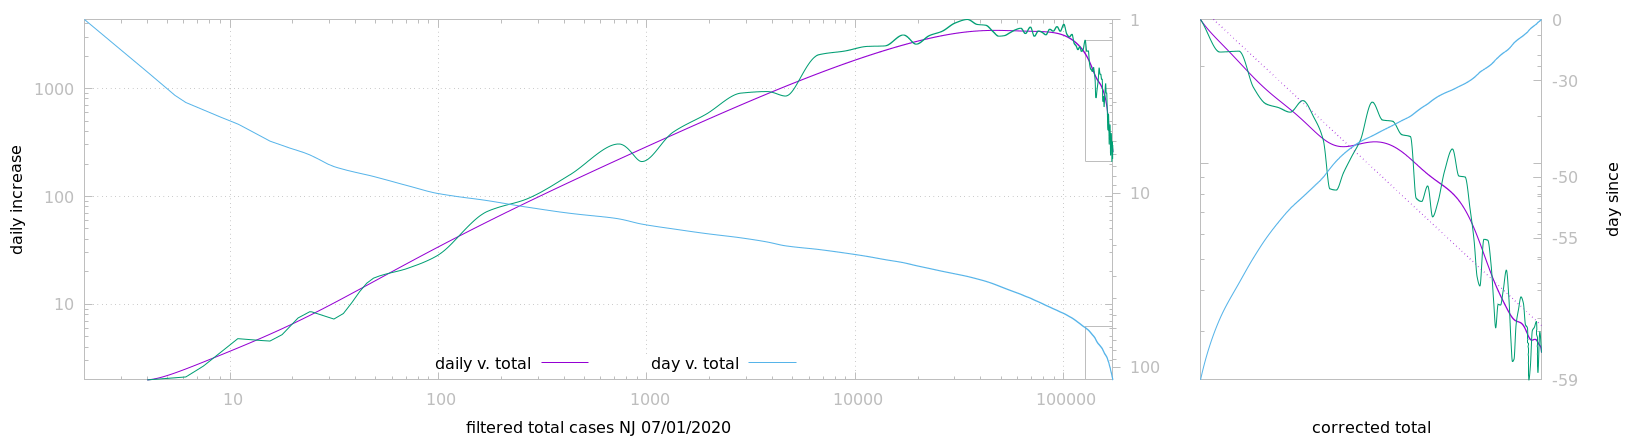 daily increase
1000
100
10
10
100
1000
10000
100000
1
10
100
daily v. total
day v. total
filtered total cases NJ 07/01/2020
0
-30
-50
-55
-59
day since
corrected total